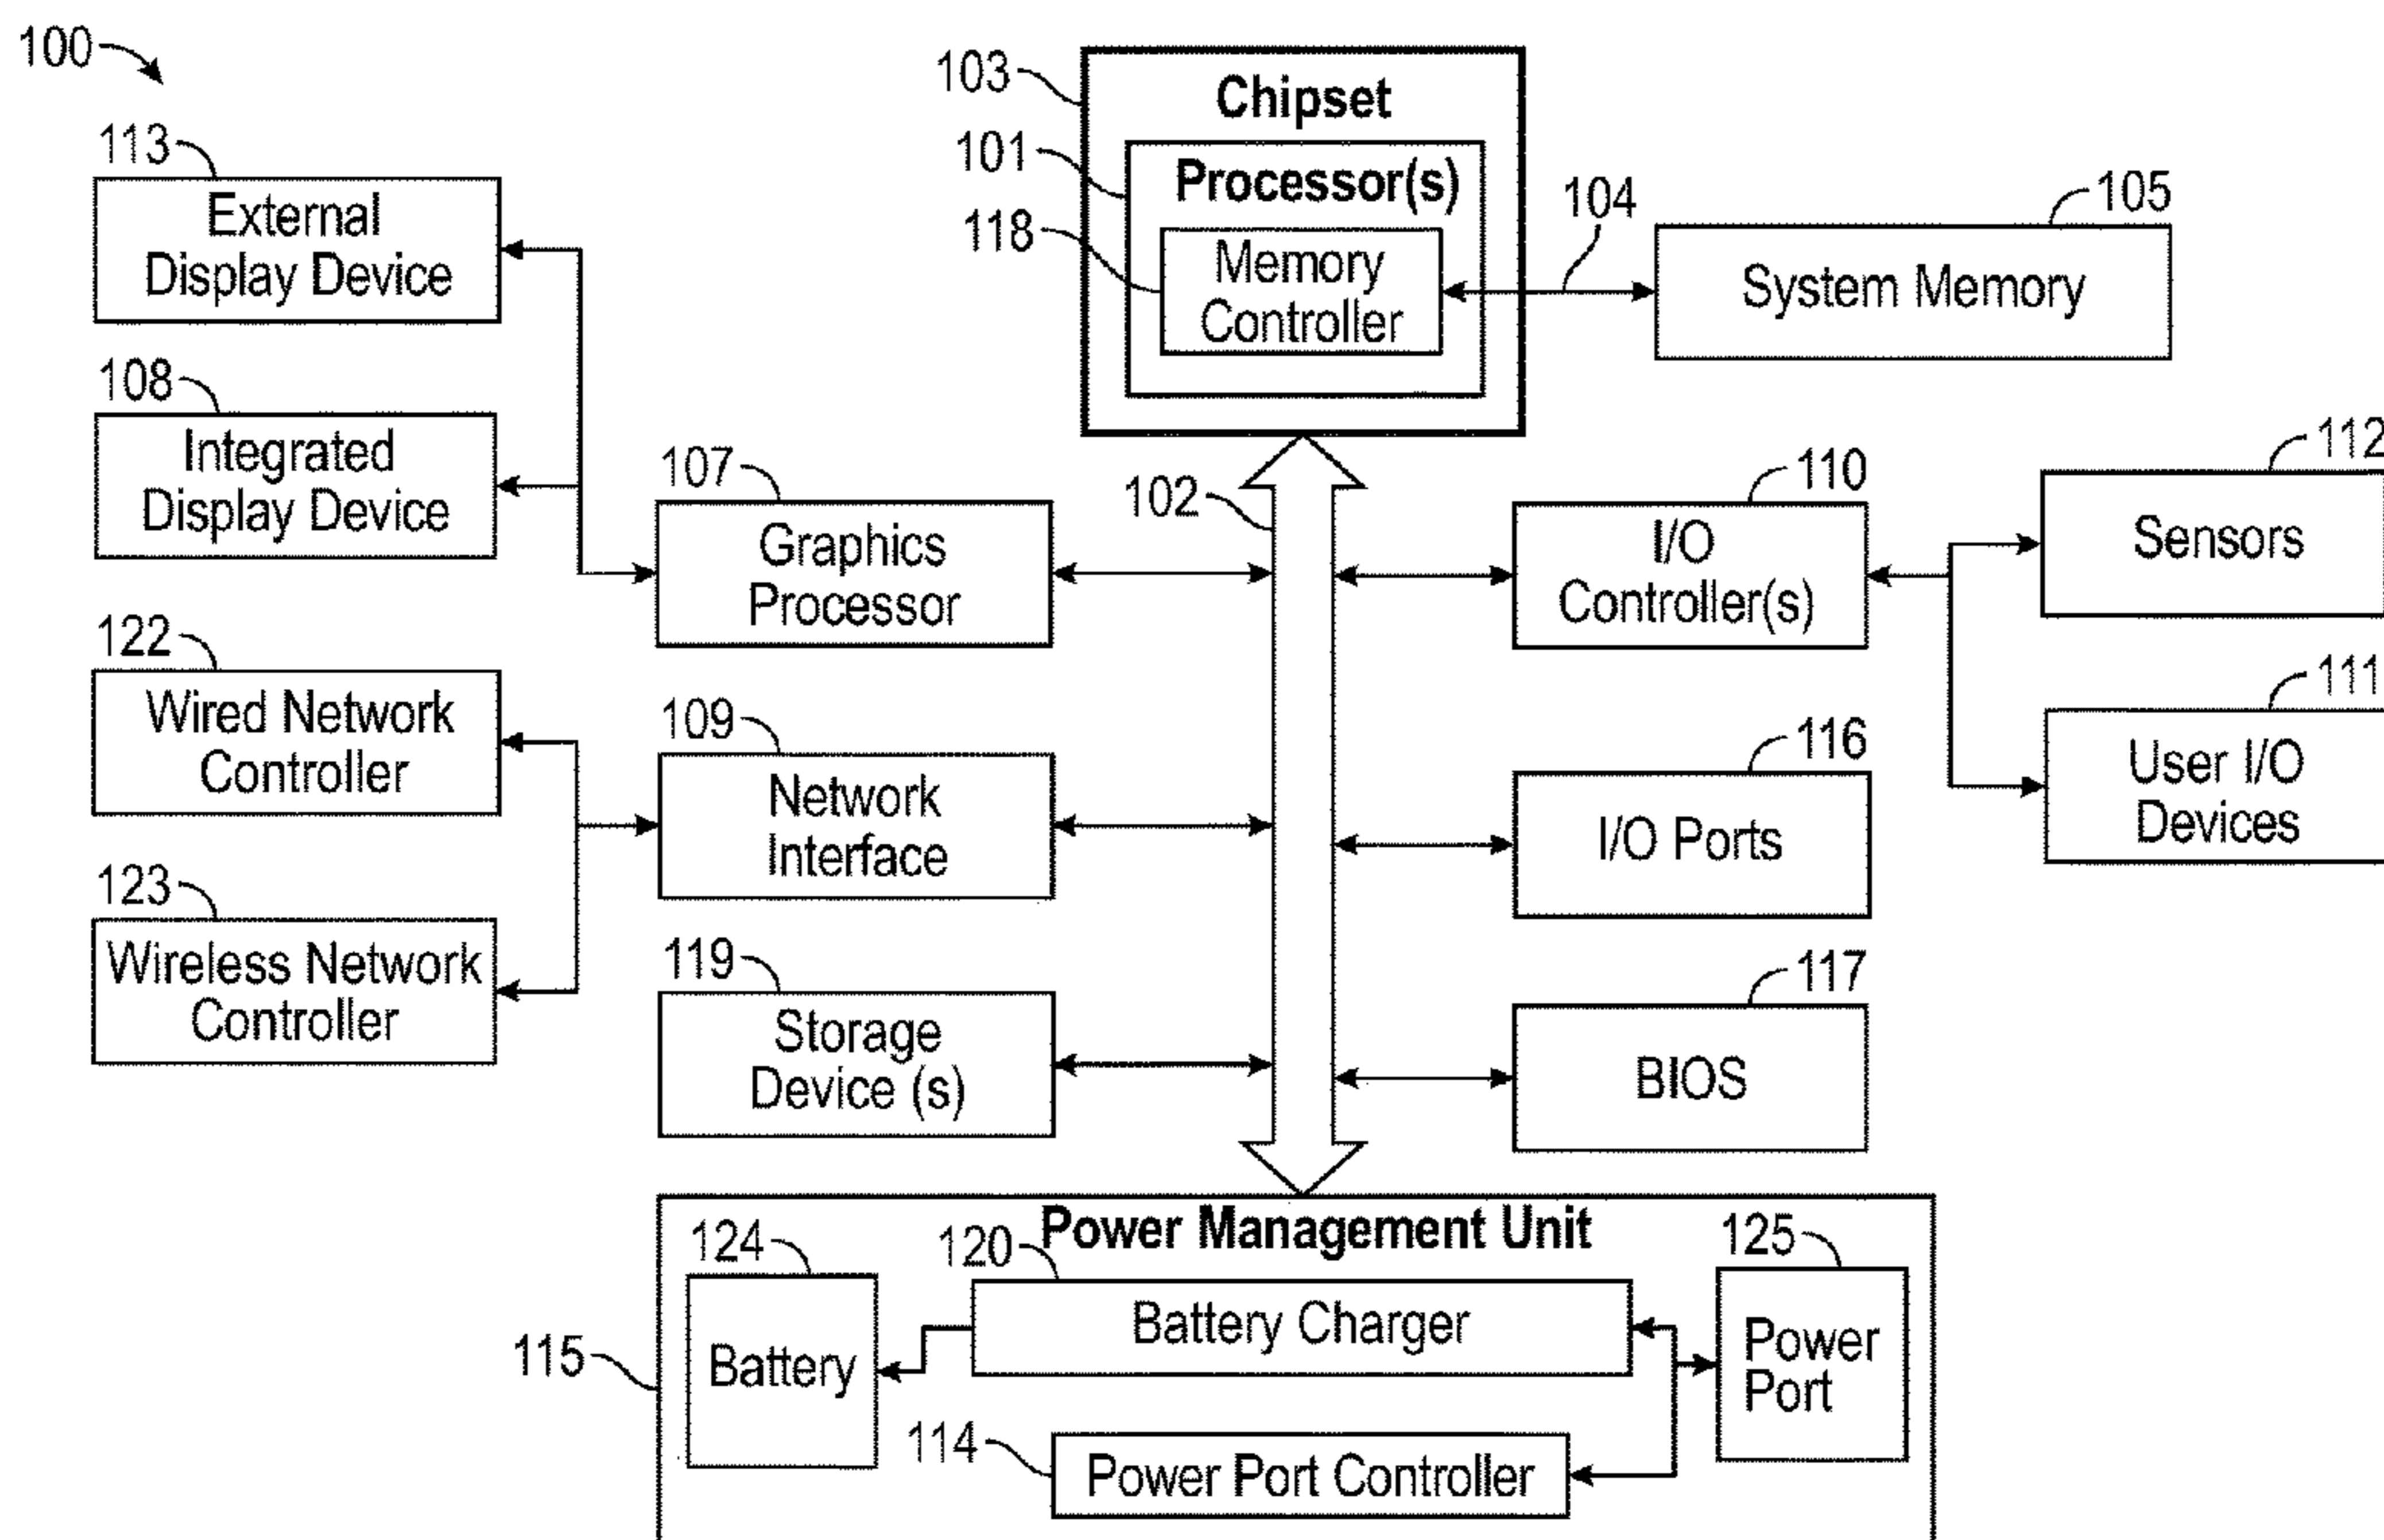 100
103
Chipset
113
101
Processor(s)
External
Display Device
118
Memory
Controller
104
105
System Memory
108
Integrated
Display Device
107
Graphics
Processor
102
110
I/O
Controller(s)
112
Sensors
122
Wired Network
Controller
109
Network
Interface
116
I/O Ports
111
User I/O
Devices
123
Wireless Network
Controller
119
Storage
Device (s)
117
BIOS
Power Management Unit
124
120
125
Battery Charger
Battery
Power
Port
115
114
Power Port Controller